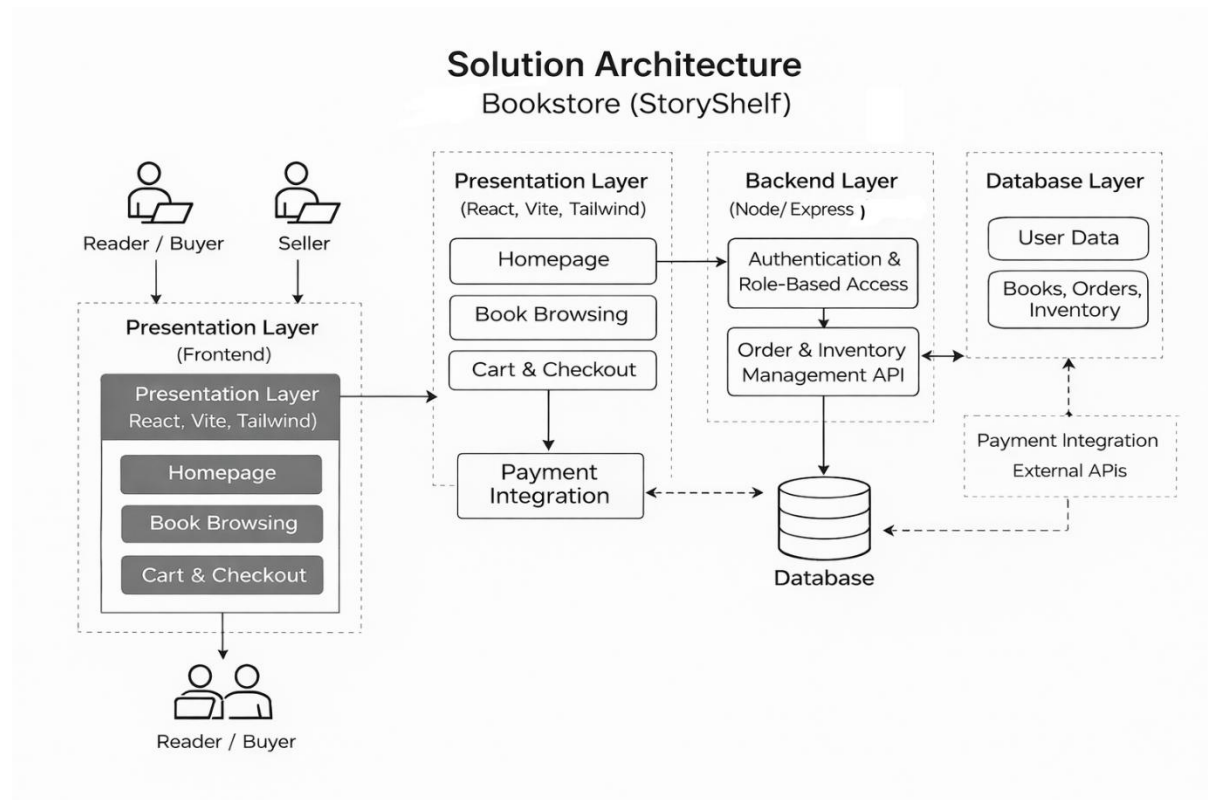 Solution Architecture
Bookstore (StoryShelf)
Reader / Buyer
Seller
Presentation Layer
(Frontend)
Presentation Layer
React, Vite, Tailwind)
Homepage
Book Browsing
Cart & Checkout
Reader / Buyer
Presentation Layer
(React, Vite, Tailwind)
Homepage
Book Browsing
Cart & Checkout
Payment
Integration
Backend Layer
(Node/ Express )
Authentication &
Role-Based Access
Order & Inventory
Management API
Database
Database Layer
User Data
Books, Orders,
Inventory
Payment Integration
External APIs